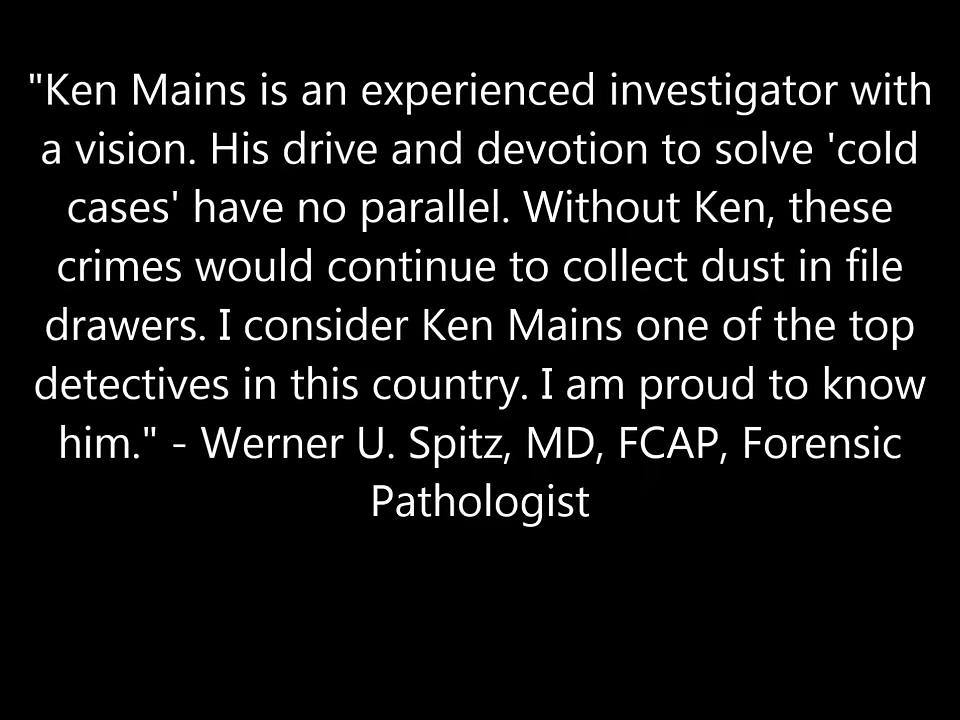 "Ken Mains is an experienced investigator with
a vision. His drive and devotion to solve 'cold
cases' have no parallel. Without Ken, these
crimes would continue to collect dust in file
drawers. I consider Ken Mains one of the top
detectives in this country. I am proud to know
him." - Werner U. Spitz, MD, FCAP, Forensic
Pathologist